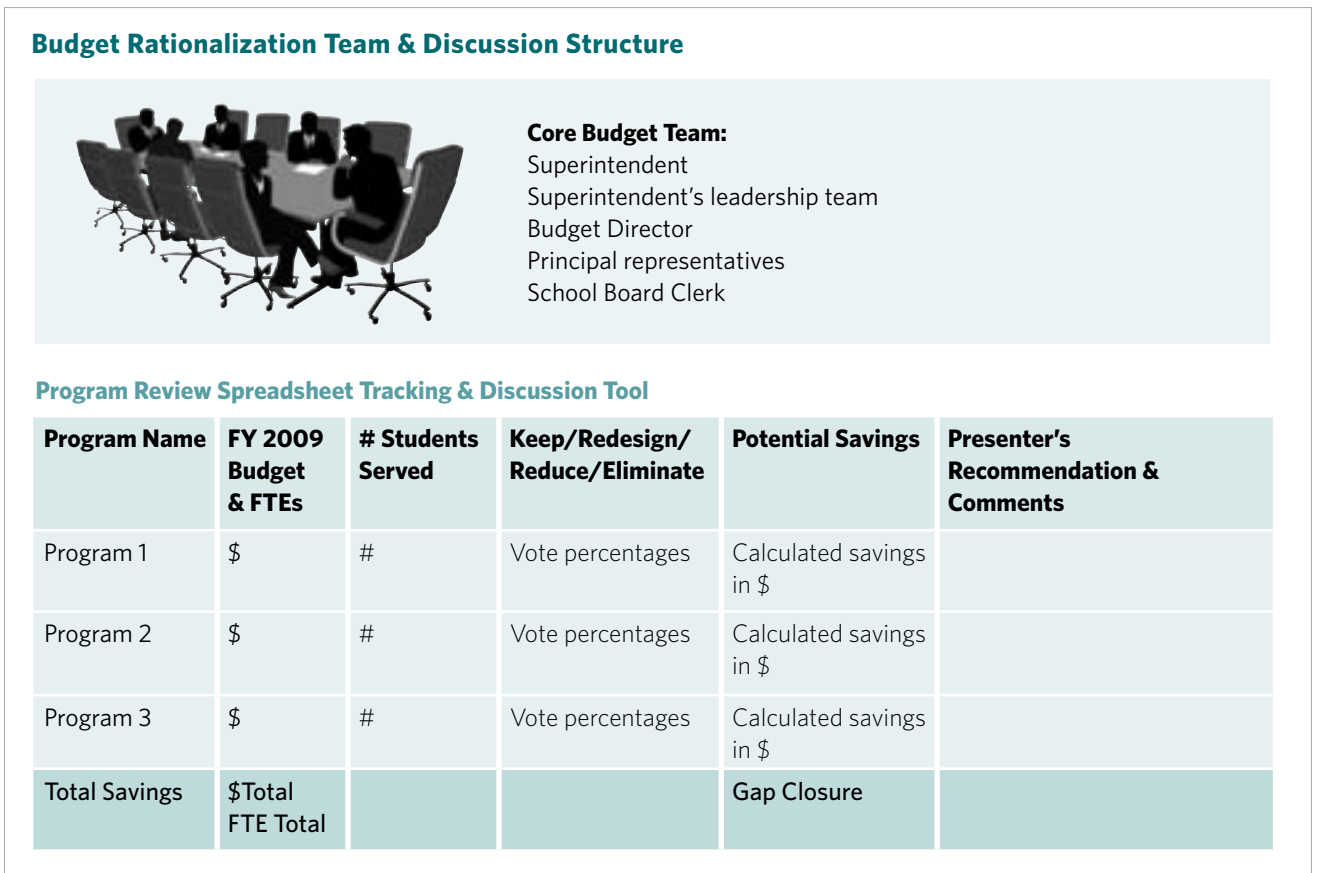 Budget Rationalization Team & Discussion Structure
Core Budget Team:
Superintendent
Superintendent’s leadership team
Budget Director
Principal representatives
School Board Clerk
Program Review Spreadsheet Tracking & Discussion Tool
Program Name
FY 2009
Budget
& FTEs
# Students
Served
Keep/Redesign/
Reduce/Eliminate
Potential Savings
Presenter’s
Recommendation &
Comments
Program 1
$
#
Vote percentages
Calculated savings
in $
Program 2
$
#
Vote percentages
Calculated savings
in $
Program 3
$
#
Vote percentages
Calculated savings
in $
Total Savings
$Total
FTE Total
Gap Closure